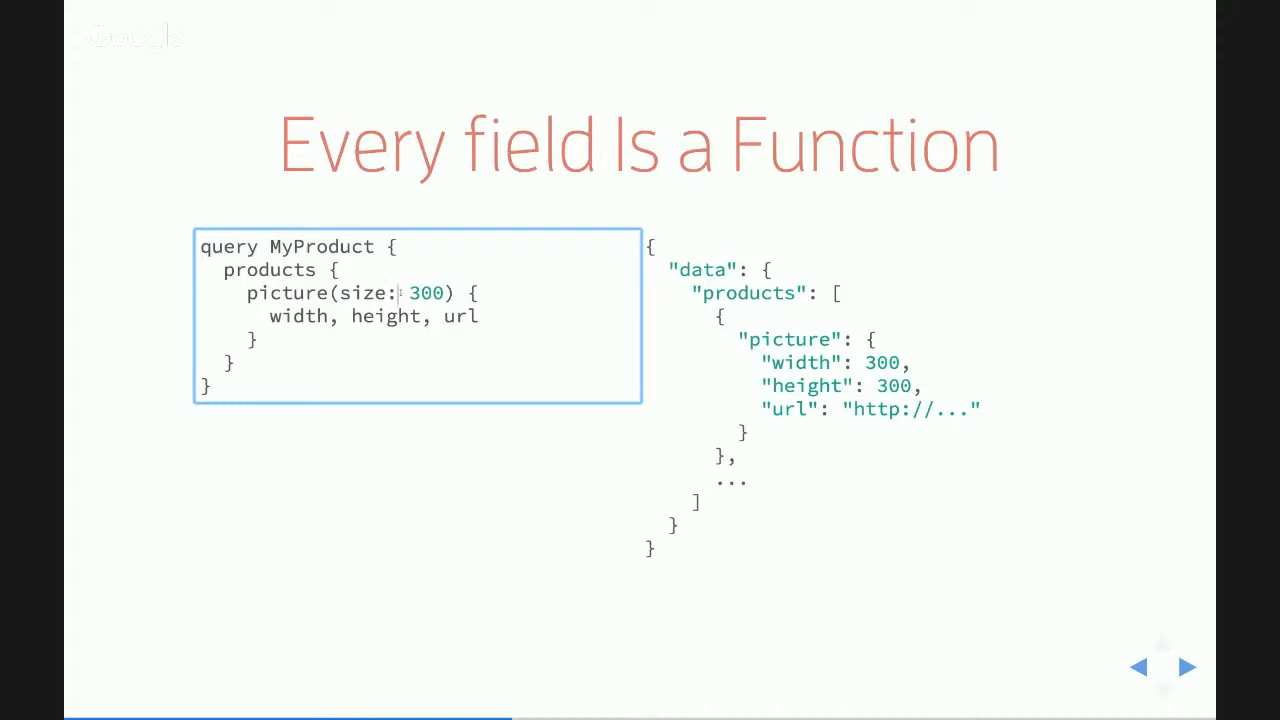 Google
Every field Is a Function
query MyProduct {
products {
picture(size: 300) {
width, height, url
}
}
}
{
"data": {
"products": [
{
"picture": {
"width": 300,
"height": 300,
"url": "http://..."
}
},
...
]
}
}